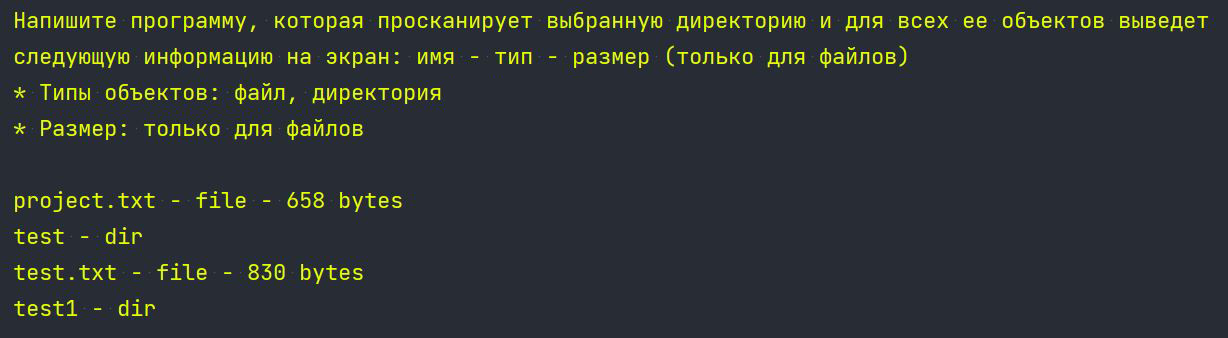 Напишите программу, которая просканирует выбранную директорию и для всех ее объектов выведет
следующую информацию на экран: имя - тип - размер (только для файлов)
* Типы объектов: файл, директория
* Размер: только для файлов
project.txt - file - 658 bytes
test - dir
test.txt - file - 830 bytes
test1 - dir